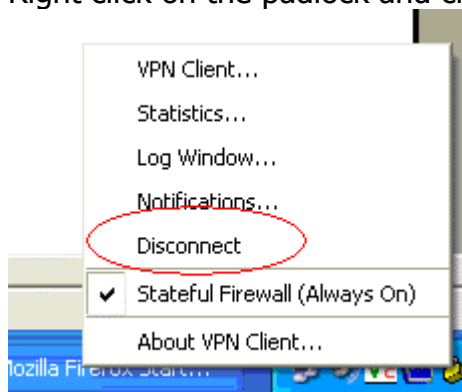 Right click on the padlock and
VPN Client...
Statistics...
Log Window...
Notifications...
Disconnect
Stateful Firewall (Always On)
About VPN Client...
Mozilla Firefox Start...